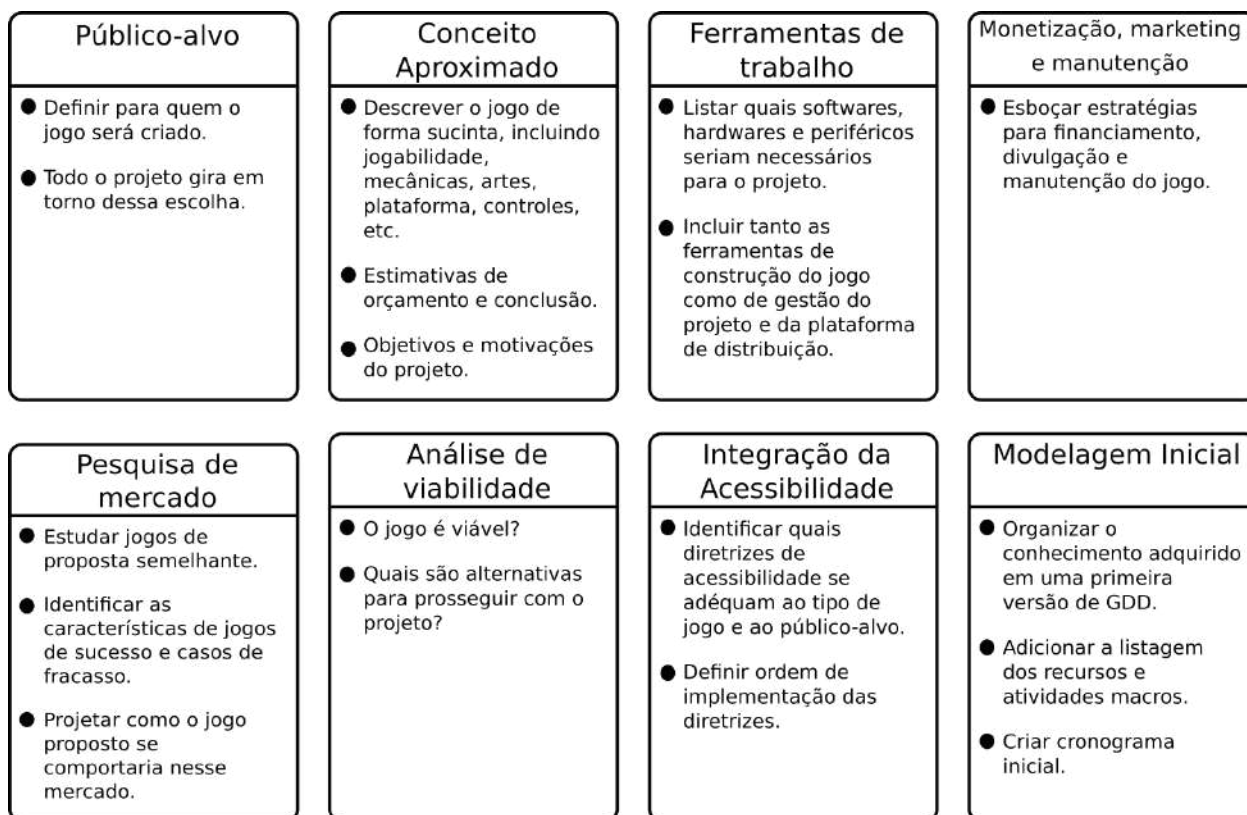 Público-alvo
● Definir para quem o
jogo será criado.
● Todo o projeto gira em
torno dessa escolha.
Conceito
Aproximado
● Descrever o jogo de
forma sucinta, incluindo
jogabilidade,
mecânicas, artes,
plataforma, controles,
etc.
● Estimativas de
orçamento e conclusão.
● Objetivos e motivações
do projeto.
Ferramentas de
trabalho
● Listar quais softwares,
hardwares e periféricos
seriam necessários
para o projeto.
● Incluir tanto as
ferramentas de
construção do jogo
como de gestão do
projeto e da plataforma
de distribuição.
Monetização, marketing
e manutenção
● Esboçar estratégias
para financiamento,
divulgação e
manutenção do jogo.
Pesquisa de
mercado
● Estudar jogos de
proposta semelhante.
● Identificar as
características de jogos
de sucesso e casos de
fracasso.
● Projetar como o jogo
proposto se
comportaria nesse
mercado.
Análise de
viabilidade
● O jogo é viável?
● Quais são alternativas
para prosseguir com o
projeto?
Integração da
Acessibilidade
● Identificar quais
diretrizes de
acessibilidade se
adéquam ao tipo de
jogo e ao público-alvo.
● Definir ordem de
implementação das
diretrizes.
Modelagem Inicial
● Organizar o
conhecimento adquirido
em uma primeira
versão de GDD.
● Adicionar a listagem
dos recursos e
atividades macros.
● Criar cronograma
inicial.